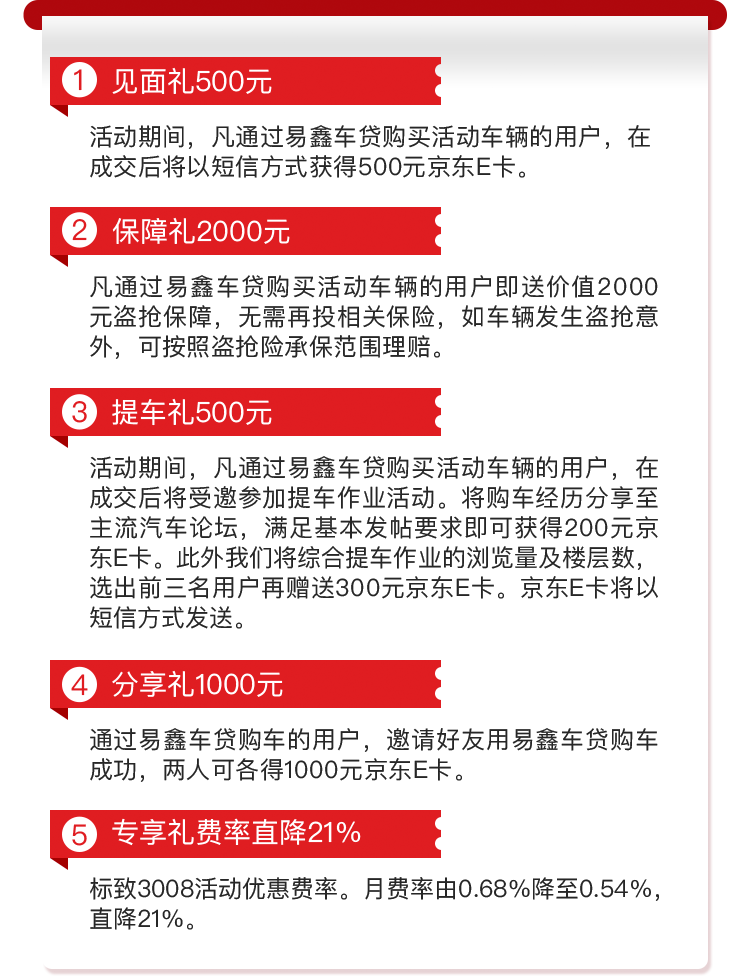 1 见面礼500元
活动期间，凡通过易鑫车贷购买活动车辆的用户，在
成交后将以短信方式获得500元京东E卡。
2 保障礼2000元
凡通过易鑫车贷购买活动车辆的用户即送价值2000
元盗抢保障，无需再投相关保险，如车辆发生盗抢意
外，可按照盗抢险承保范围理赔。
3 提车礼500元
活动期间，凡通过易鑫车贷购买活动车辆的用户，在
成交后将受邀参加提车作业活动。将购车经历分享至
主流汽车论坛，满足基本发帖要求即可获得200元京
东E卡。此外我们将综合提车作业的浏览量及楼层数，
选出前三名用户再赠送300元京东E卡。京东E卡将以
短信方式发送。
4 分享礼1000元
通过易鑫车贷购车的用户，邀请好友用易鑫车贷购车
成功，两人可各得1000元京东E卡。
5 专享礼费率直降21%
标致3008活动优惠费率。月费率由0.68%降至0.54%，
直降21%。